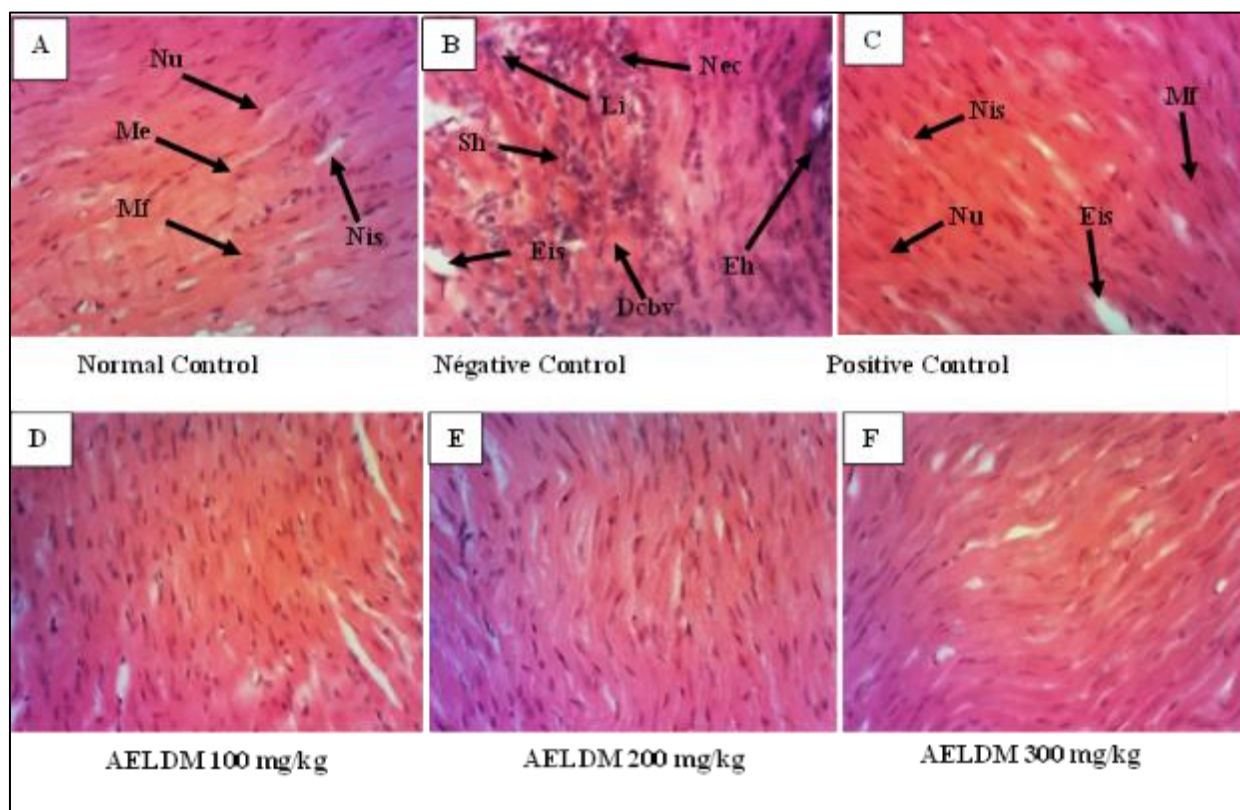 A
Nu
Me
Mf
Nis
B
Nec
Li
Sh
Eis
Eh
Dcbv
C
Nis
Mf
Nu
Eis
Normal Control
Négative Control
Positive Control
D
E
F
AELDM 100 mg/kg
AELDM 200 mg/kg
AELDM 300 mg/kg